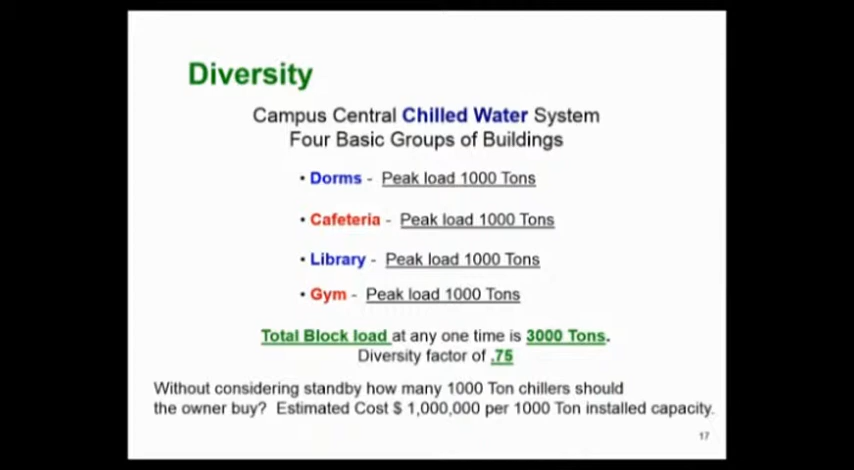 Diversity
Campus Central Chilled Water System
Four Basic Groups of Buildings
• Dorms - Peak load 1000 Tons
• Cafeteria - Peak load 1000 Tons
• Library - Peak load 1000 Tons
• Gym - Peak load 1000 Tons
Total Block load at any one time is 3000 Tons.
Diversity factor of .75
Without considering standby how many 1000 Ton chillers should
the owner buy? Estimated Cost $ 1,000,000 per 1000 Ton installed capacity.
17